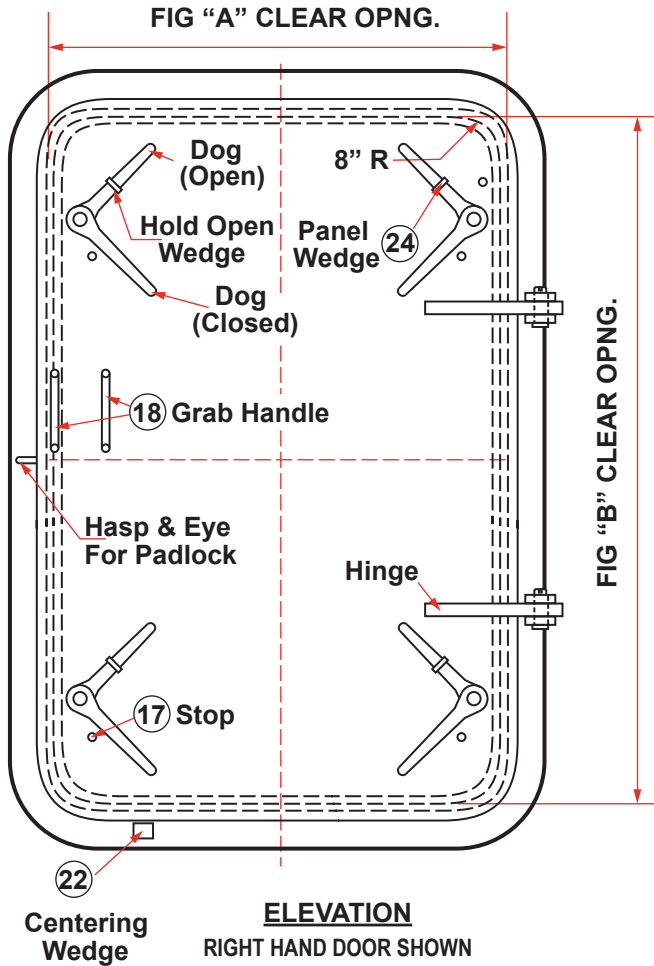 FIG “A” CLEAR OPNG.
Dog
(Open)
8” R
Hold Open
Wedge
Panel
Wedge
24
Dog
(Closed)
FIG “B” CLEAR OPNG.
18 Grab Handle
Hasp & Eye
For Padlock
Hinge
17 Stop
22
Centering
Wedge
ELEVATION
RIGHT HAND DOOR SHOWN